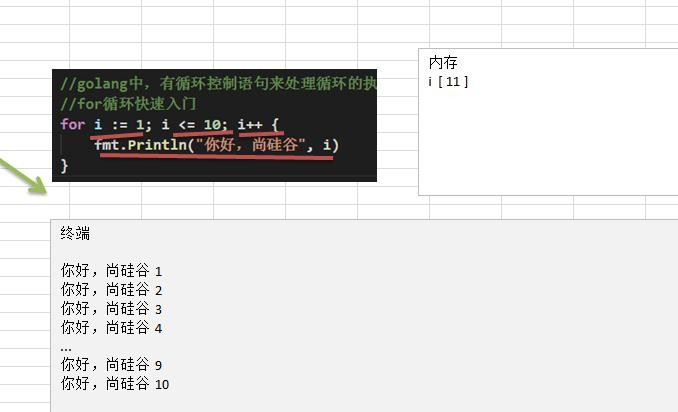 //golang中，有循环控制语句来处理循环的执
//for循环快速入门
for i := 1; i <= 10; i++ {
fmt.Println("你好，尚硅谷", i)
}
内存
i [ 11 ]
终端
你好，尚硅谷 1
你好，尚硅谷 2
你好，尚硅谷 3
你好，尚硅谷 4
...
你好，尚硅谷 9
你好，尚硅谷 10